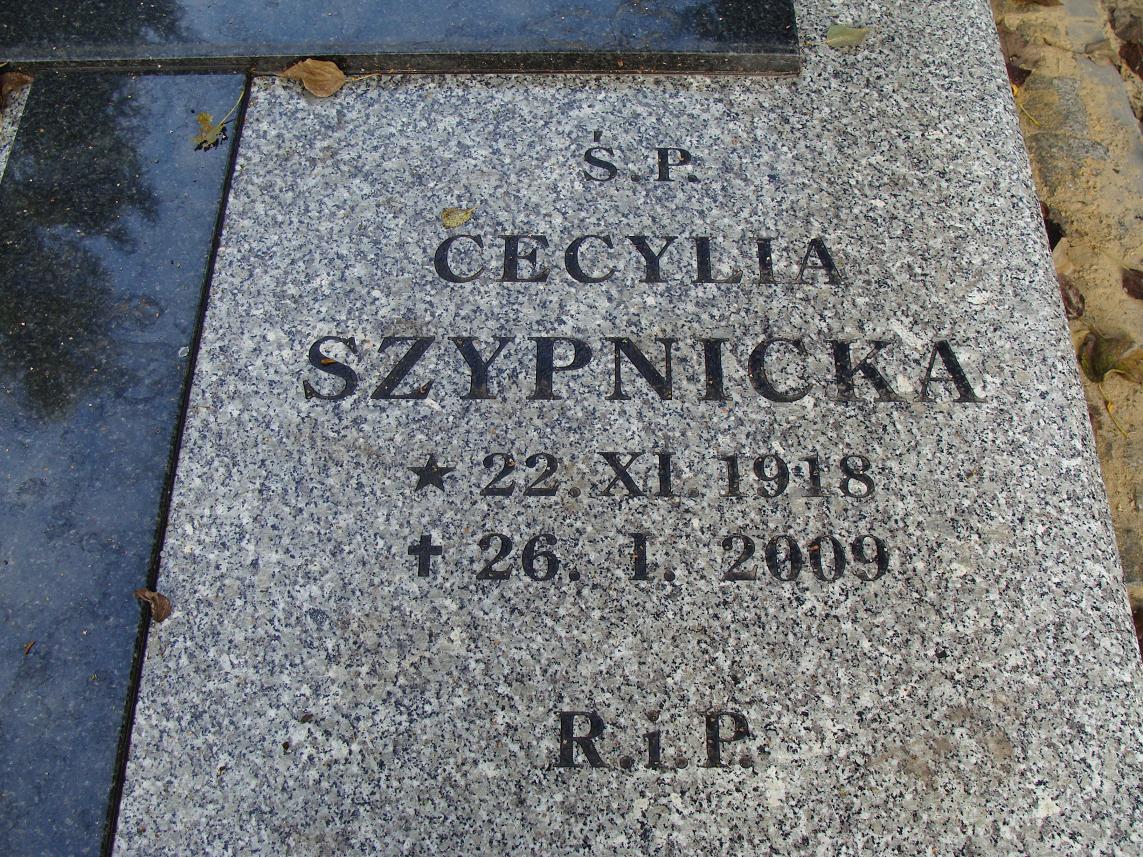 Ś.P.
CECYLIA
SZYPNICKA
★ 22. XI. 1918
✝ 26. I. 2009
R.i.P.